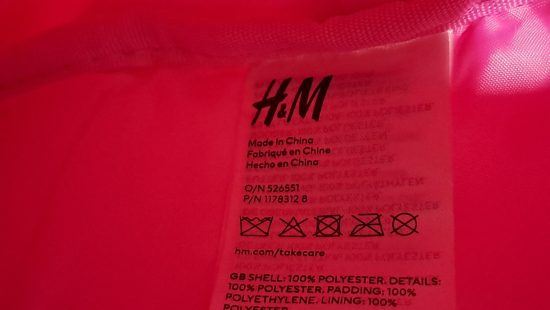 H&M
Made in China
Fabriqué en Chine
Hecho en China
O/N 526551
P/N 1178312 8
hm.com/takecare
GB SHELL: 100% POLYESTER. DETAILS:
100% POLYESTER. PADDING: 100%
POLYETHYLENE. LINING: 100%
POLYESTER